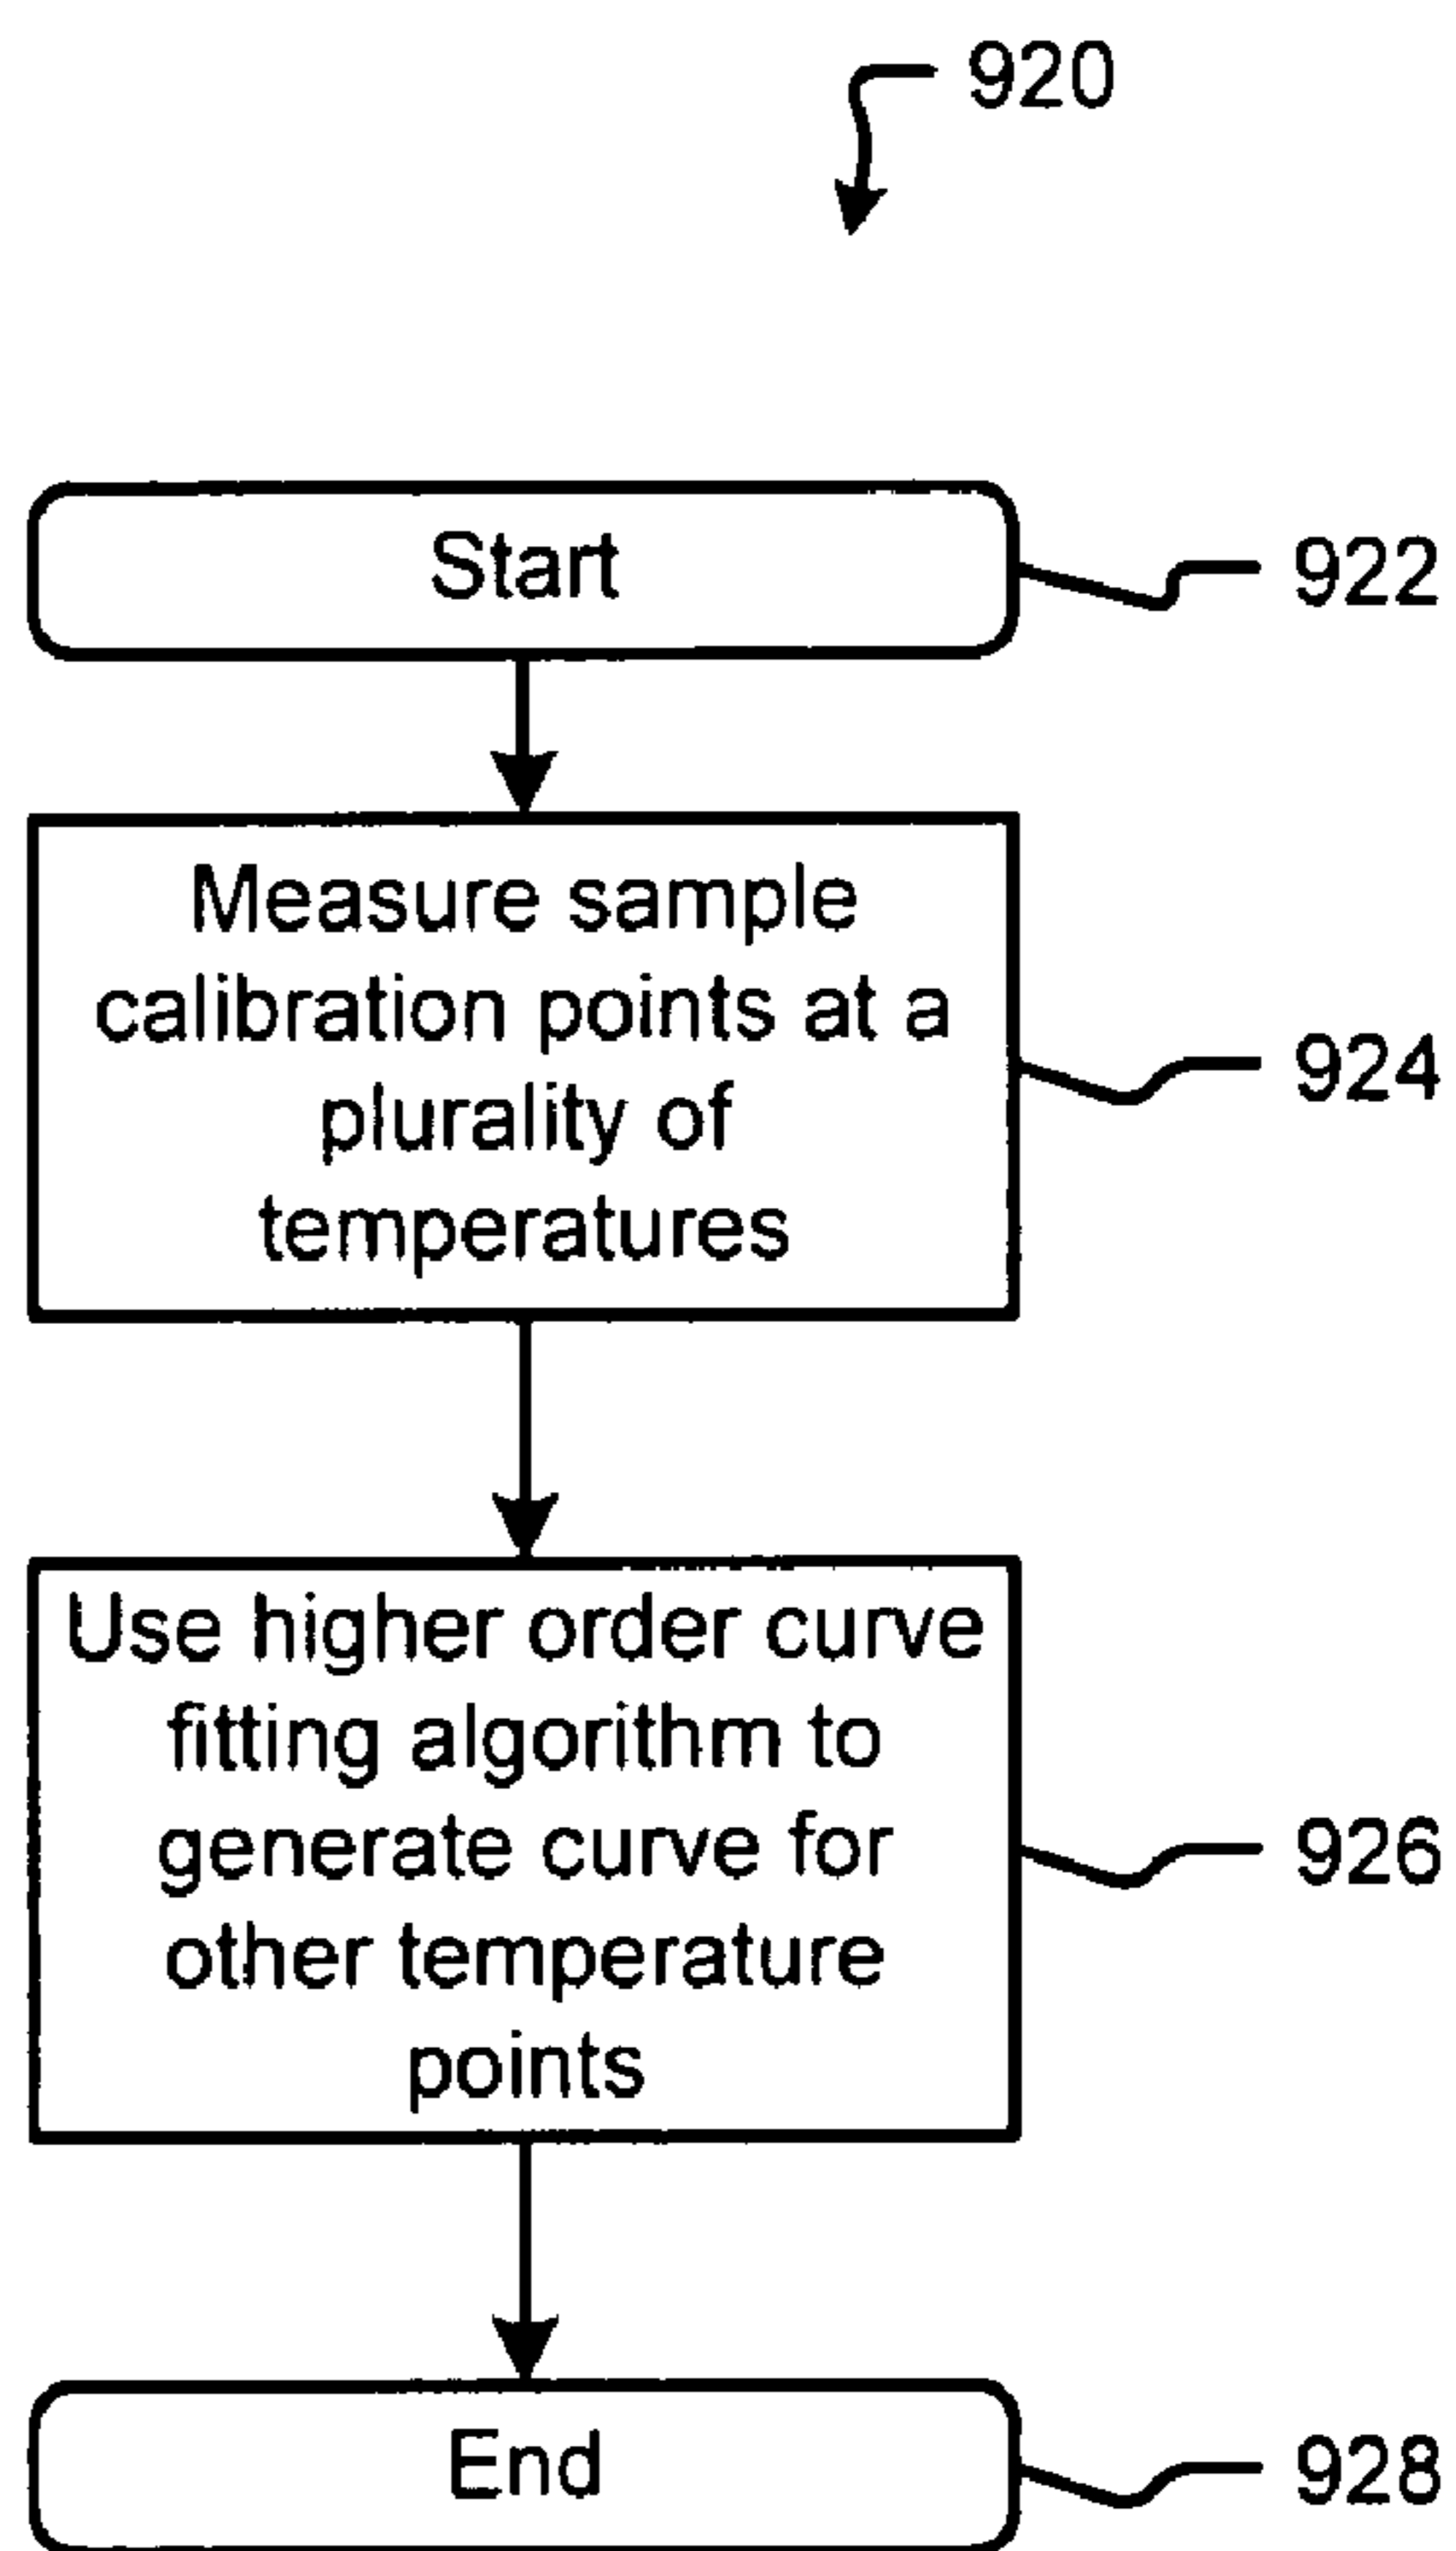 920
Start
922
Measure sample
calibration points at a
plurality of
temperatures
924
Use higher order curve
fitting algorithm to
generate curve for
other temperature
points
926
End
928